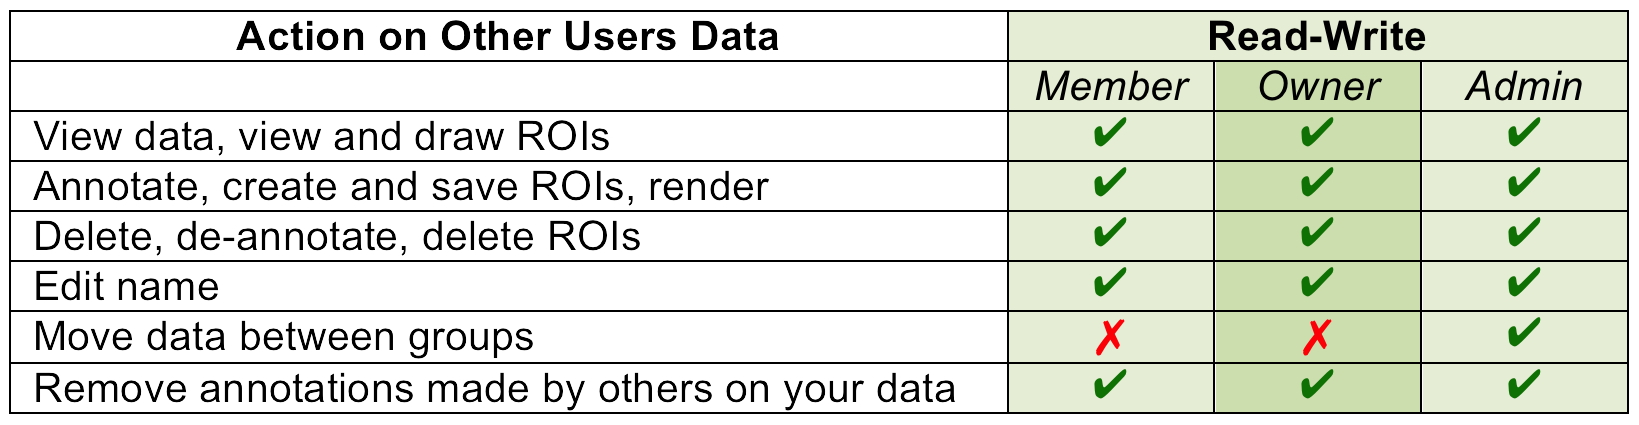 Action on Other Users Data Read-Write
Member Owner Admin
View data, view and draw ROIs ✔ ✔ ✔
Annotate, create and save ROIs, render ✔ ✔ ✔
Delete, de-annotate, delete ROIs ✔ ✔ ✔
Edit name ✔ ✔ ✔
Move data between groups ✗ ✗ ✔
Remove annotations made by others on your data ✔ ✔ ✔